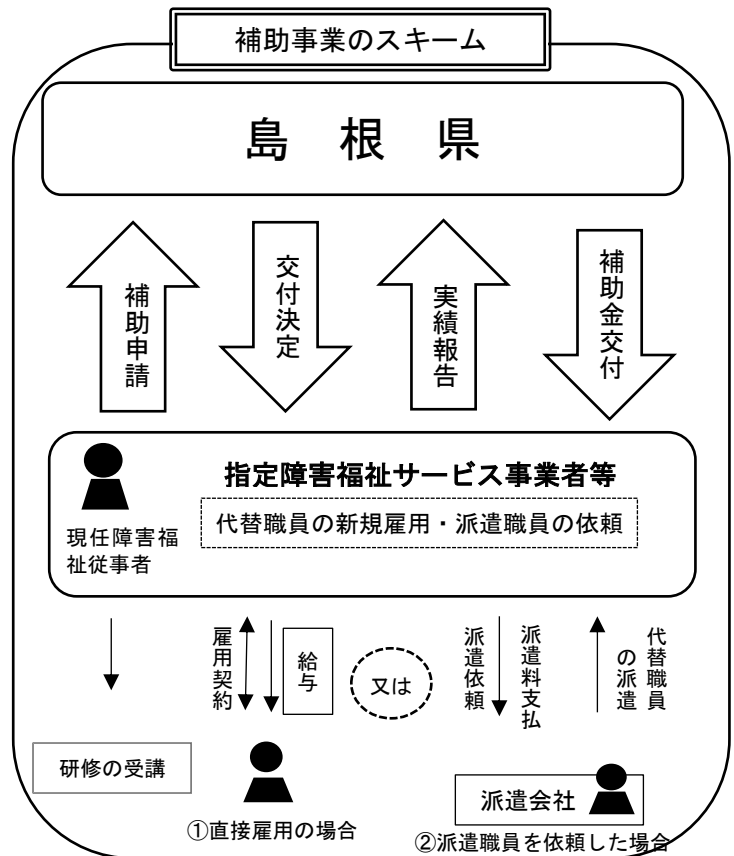 補助事業のスキーム
島 根 県
補助申請
交付決定
実績報告
補助金交付
指定障害福祉サービス事業者等
代替職員の新規雇用・派遣職員の依頼
現任障害福
祉従事者
雇用契約
給与
又は
派遣依頼
派遣料支払
代替職員
の派遣
研修の受講
①直接雇用の場合
派遣会社
②派遣職員を依頼した場合